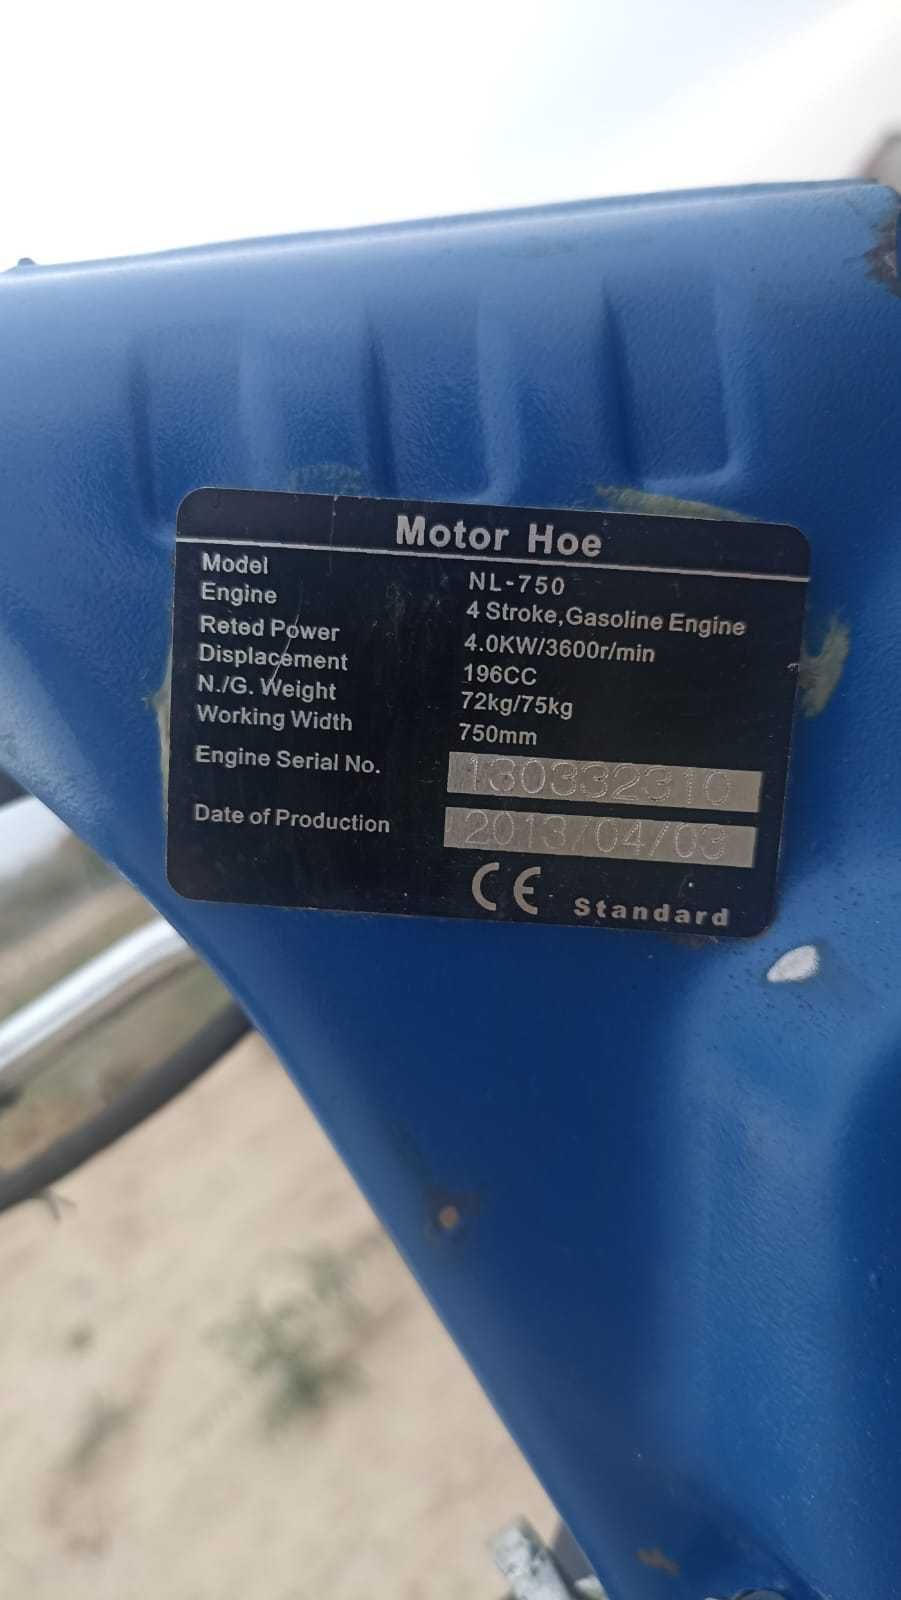 Motor Hoe
Model NL-750
Engine 4 Stroke,Gasoline Engine
Reted Power 4.0KW/3600r/min
Displacement 196CC
N./G. Weight 72kg/75kg
Working Width 750mm
Engine Serial No. 130332310
Date of Production 2013/04/03
CE Standard